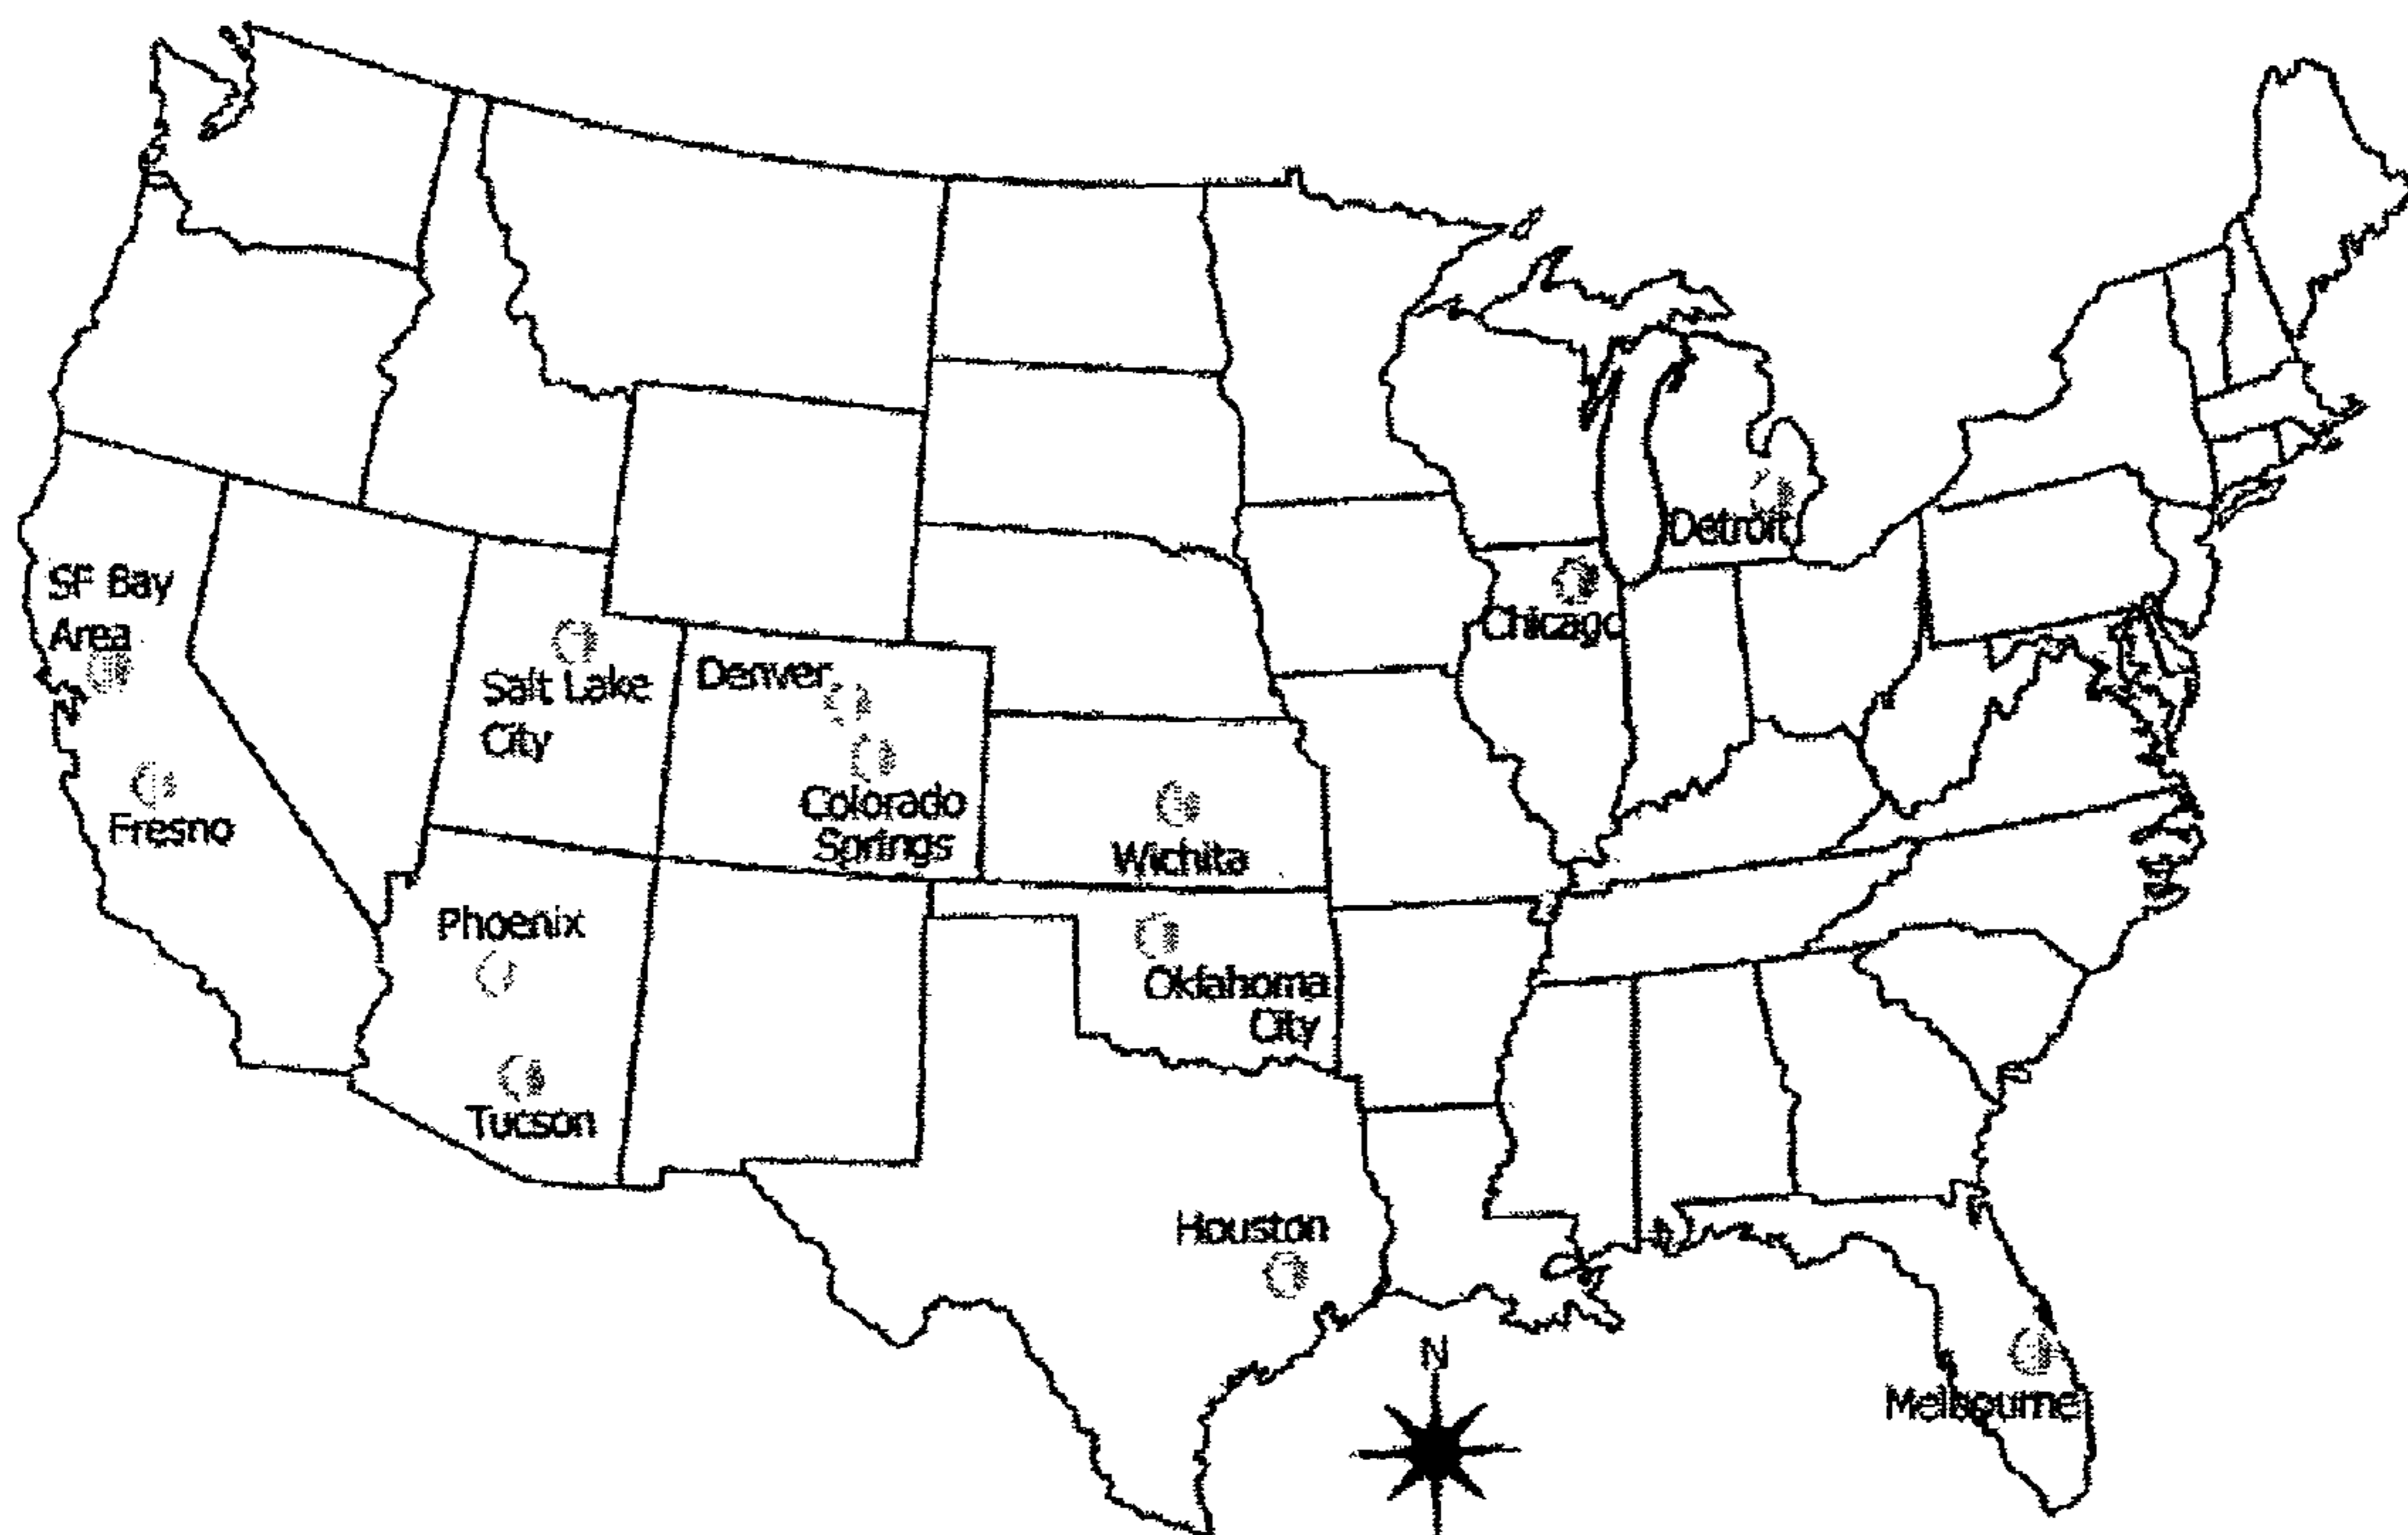 Detroit
SF Bay
Area
Chicago
Salt Lake
City
Denver
Colorado
Springs
Fresno
Wichita
Phoenix
Oklahoma
City
Tucson
Houston
N
Melbourne